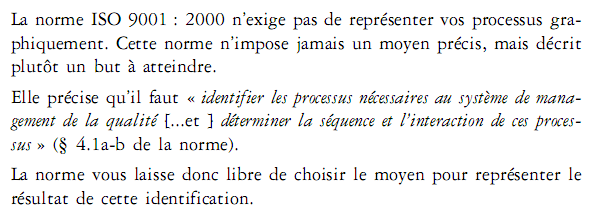 La norme ISO 9001 : 2000 n'exige pas de représenter vos processus gra-
phiquement. Cette norme n'impose jamais un moyen précis, mais décrit
plutôt un but à atteindre.
Elle précise qu'il faut « identifier les processus nécessaires au système de mana-
gement de la qualité [...et ] déterminer la séquence et l'interaction de ces proces-
sus » (§ 4.1a-b de la norme).
La norme vous laisse donc libre de choisir le moyen pour représenter le
résultat de cette identification.